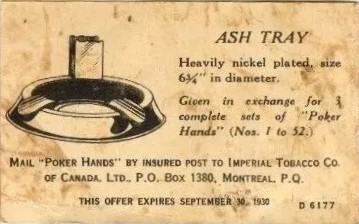 ASH TRAY
Heavily nickel plated, size
6¾" in diameter.
Given in exchange for 3
complete sets of "Poker
Hands" (Nos. 1 to 52.)
MAIL "POKER HANDS" BY INSURED POST TO IMPERIAL TOBACCO CO.
OF CANADA, LTD., P.O. BOX 1380, MONTREAL, P.Q.
THIS OFFER EXPIRES SEPTEMBER 30, 1930
D 6177